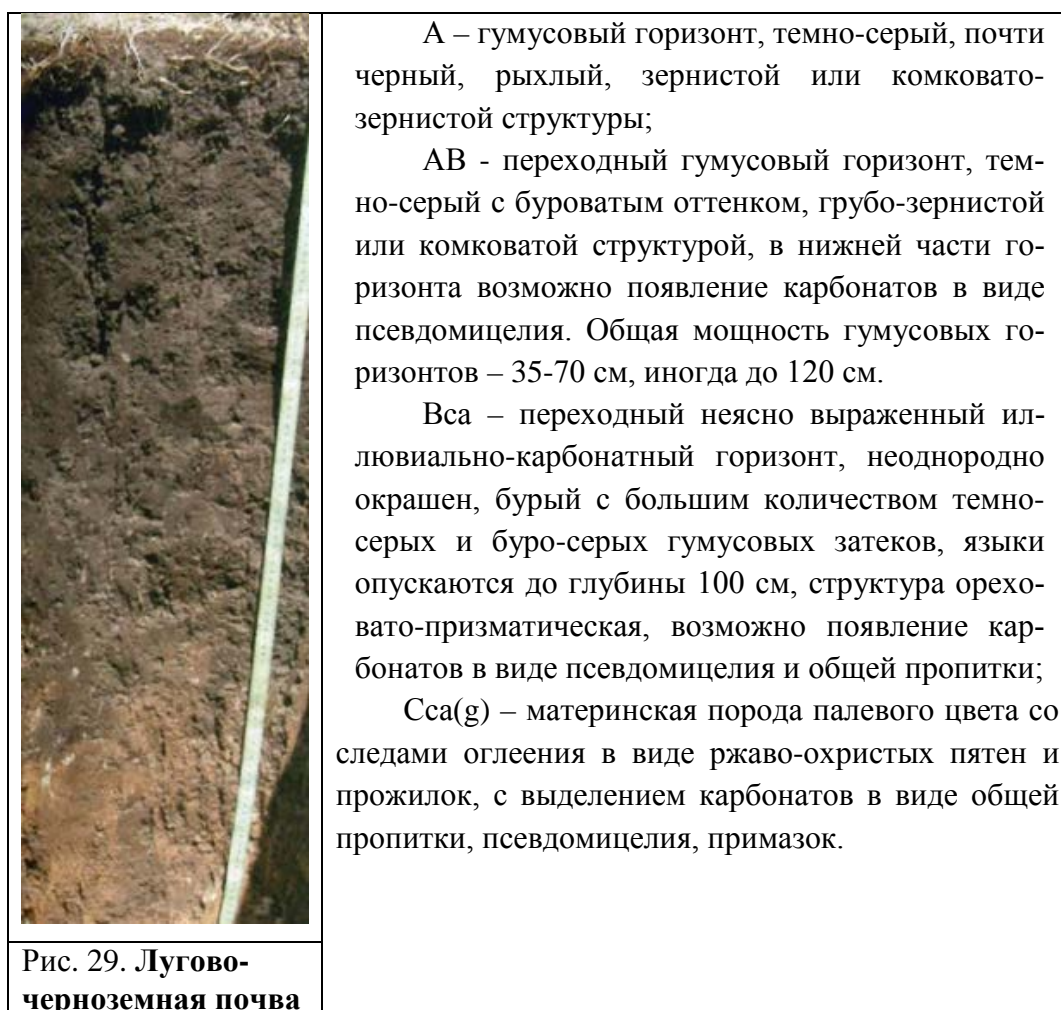 А – гумусовый горизонт, темно-серый, почти
черный, рыхлый, зернистой или комковато-
зернистой структуры;
АВ - переходный гумусовый горизонт, тем-
но-серый с буроватым оттенком, грубо-зернистой
или комковатой структурой, в нижней части го-
ризонта возможно появление карбонатов в виде
псевдомицелия. Общая мощность гумусовых го-
ризонтов – 35-70 см, иногда до 120 см.
Вса – переходный неясно выраженный ил-
лювиально-карбонатный горизонт, неоднородно
окрашен, бурый с большим количеством темно-
серых и буро-серых гумусовых затеков, языки
опускаются до глубины 100 см, структура орехо-
вато-призматическая, возможно появление кар-
бонатов в виде псевдомицелия и общей пропитки;
Сса(g) – материнская порода палевого цвета со
следами оглеения в виде ржаво-охристых пятен и
прожилок, с выделением карбонатов в виде общей
пропитки, псевдомицелия, примазок.
Рис. 29. Лугово-
черноземная почва